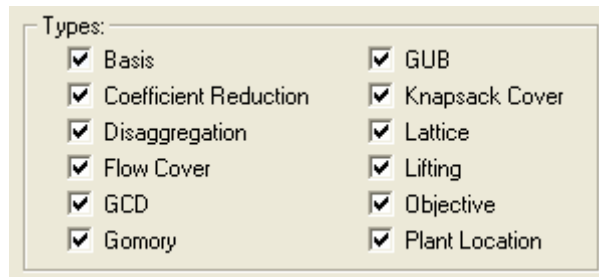 Types:
Basis
Coefficient Reduction
Disaggregation
Flow Cover
GCD
Gomory
GUB
Knapsack Cover
Lattice
Lifting
Objective
Plant Location